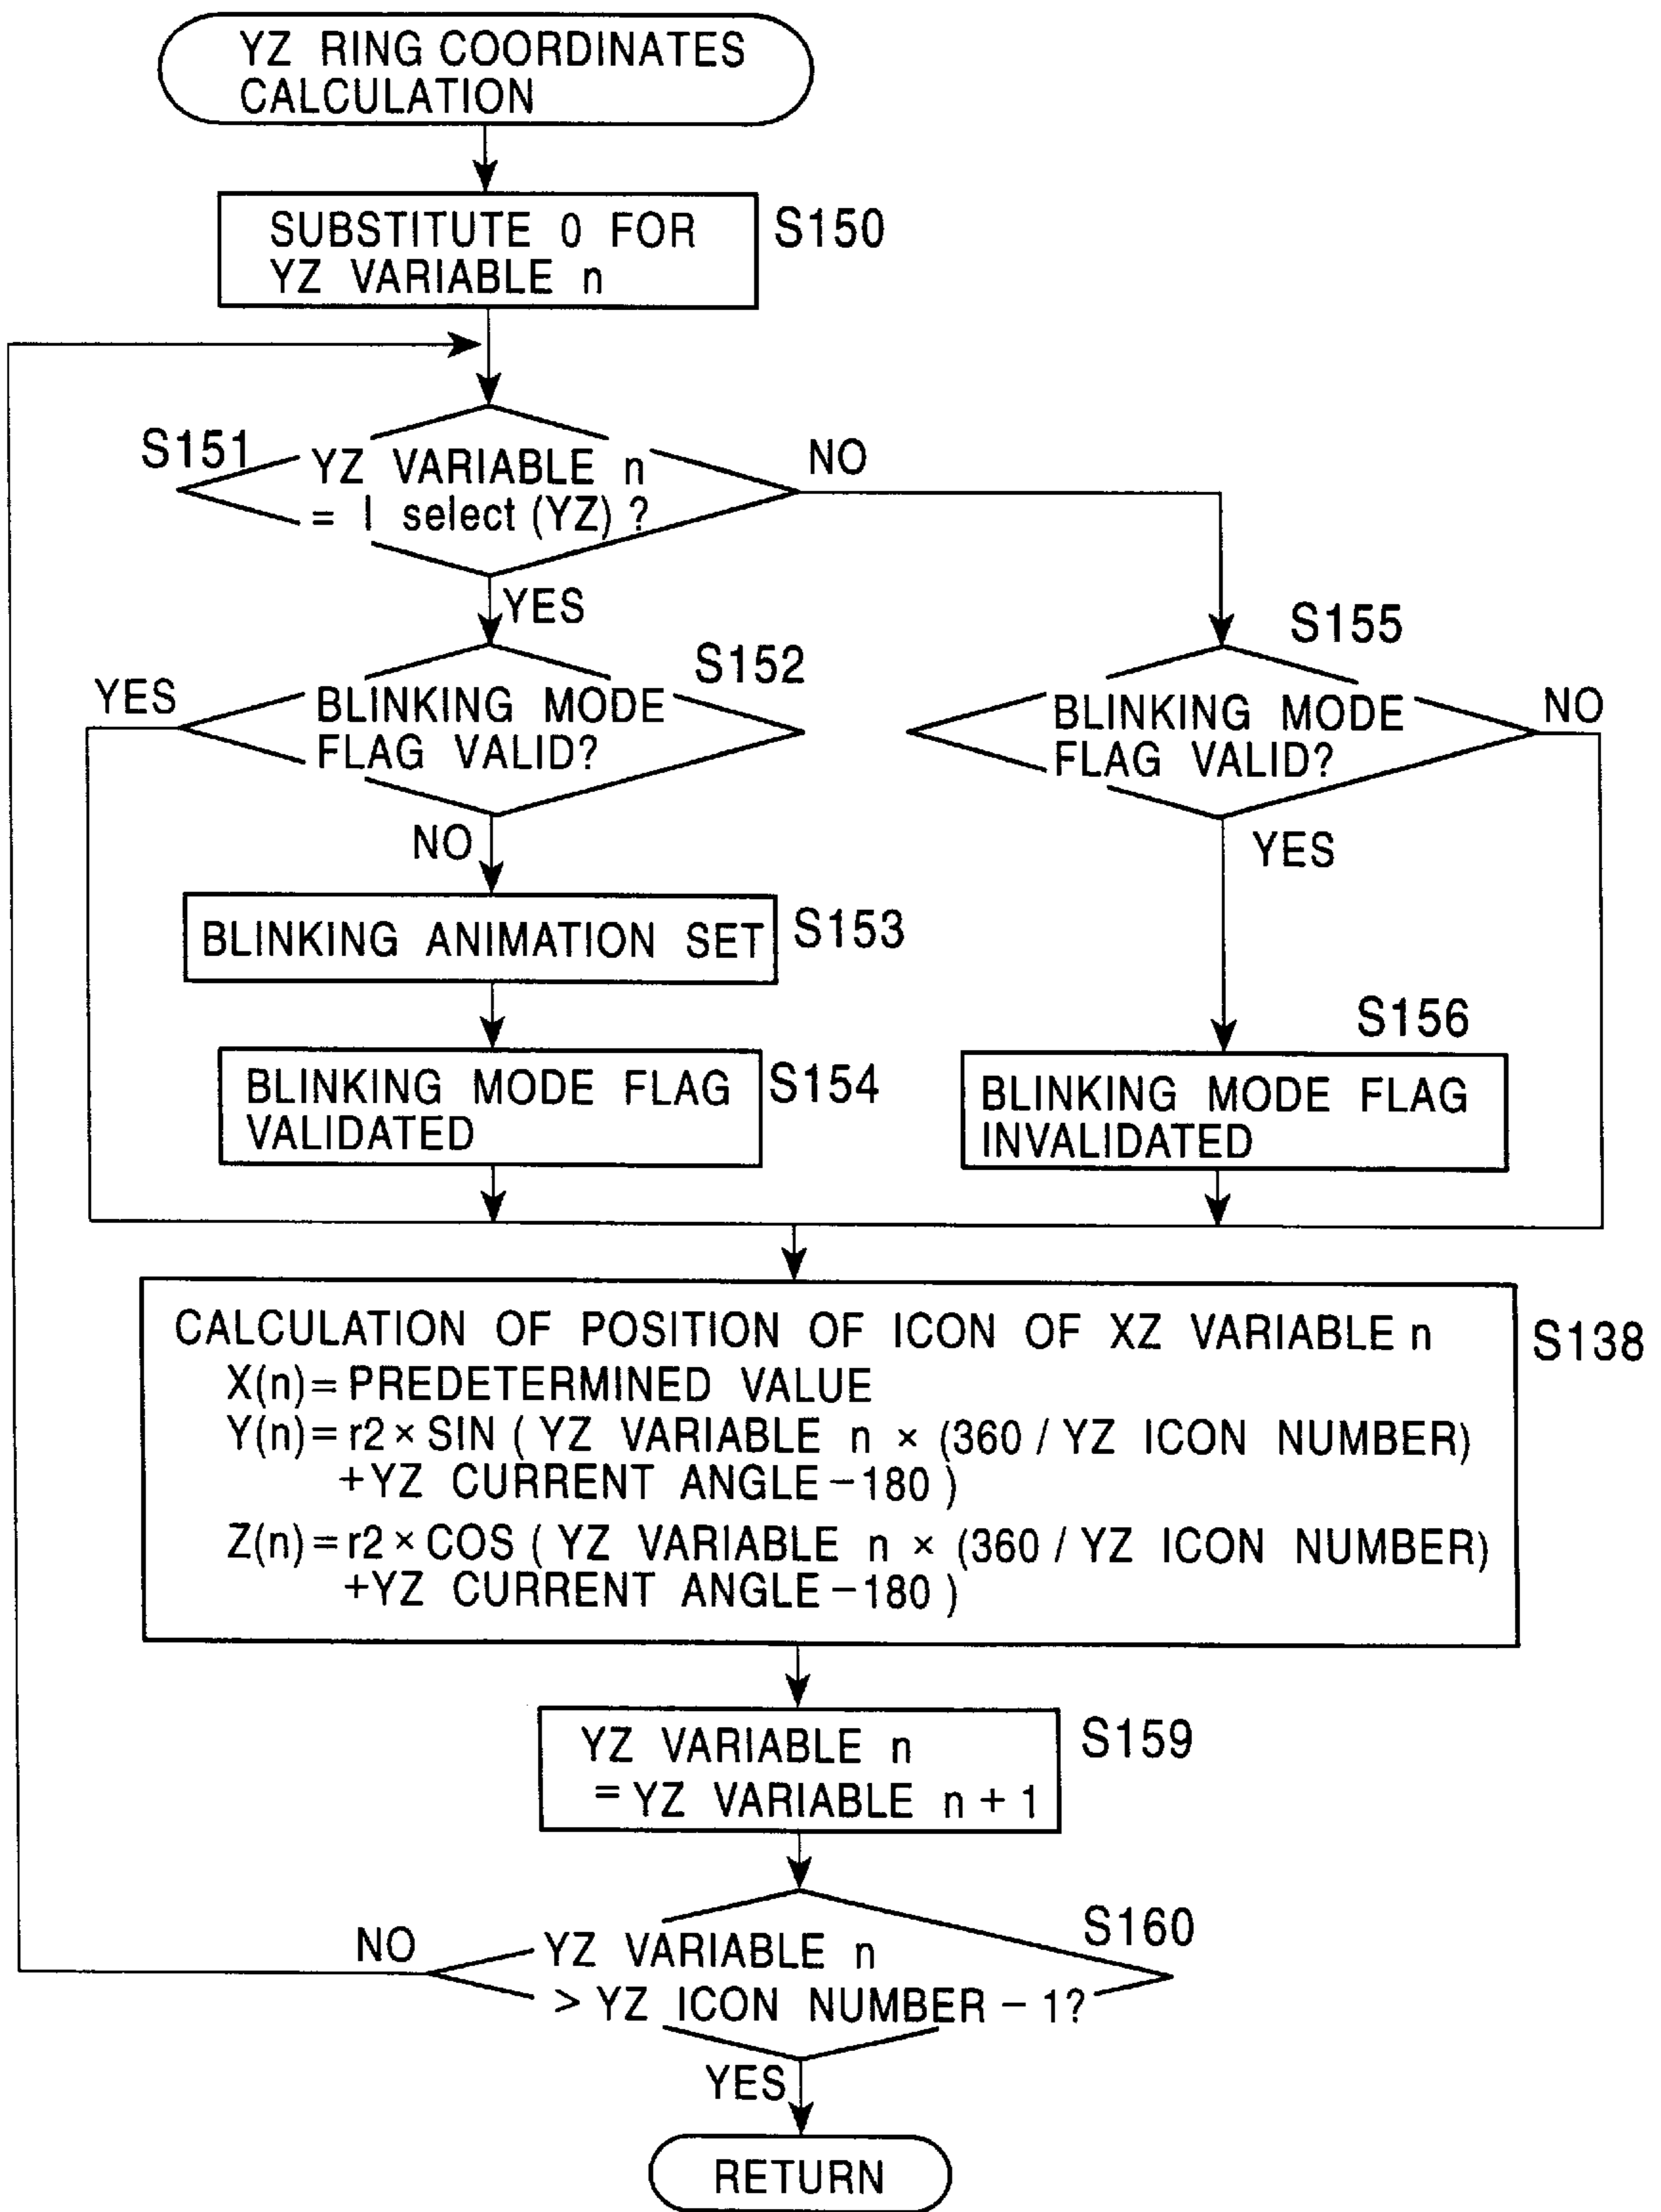 YZ RING COORDINATES
CALCULATION
SUBSTITUTE 0 FOR
YZ VARIABLE n
S150
S151
YZ VARIABLE n
= I select (YZ) ?
NO
YES
S152
BLINKING MODE
FLAG VALID?
YES
NO
S155
BLINKING MODE
FLAG VALID?
NO
YES
BLINKING ANIMATION SET
S153
BLINKING MODE FLAG
VALIDATED
S154
S156
BLINKING MODE FLAG
INVALIDATED
CALCULATION OF POSITION OF ICON OF XZ VARIABLE n
X(n)= PREDETERMINED VALUE
Y(n)= r2 × SIN ( YZ VARIABLE n × (360 / YZ ICON NUMBER)
+YZ CURRENT ANGLE −180 )
Z(n)= r2 × COS ( YZ VARIABLE n × (360 / YZ ICON NUMBER)
+YZ CURRENT ANGLE −180 )
S138
YZ VARIABLE n
= YZ VARIABLE n + 1
S159
S160
YZ VARIABLE n
> YZ ICON NUMBER − 1?
NO
YES
RETURN